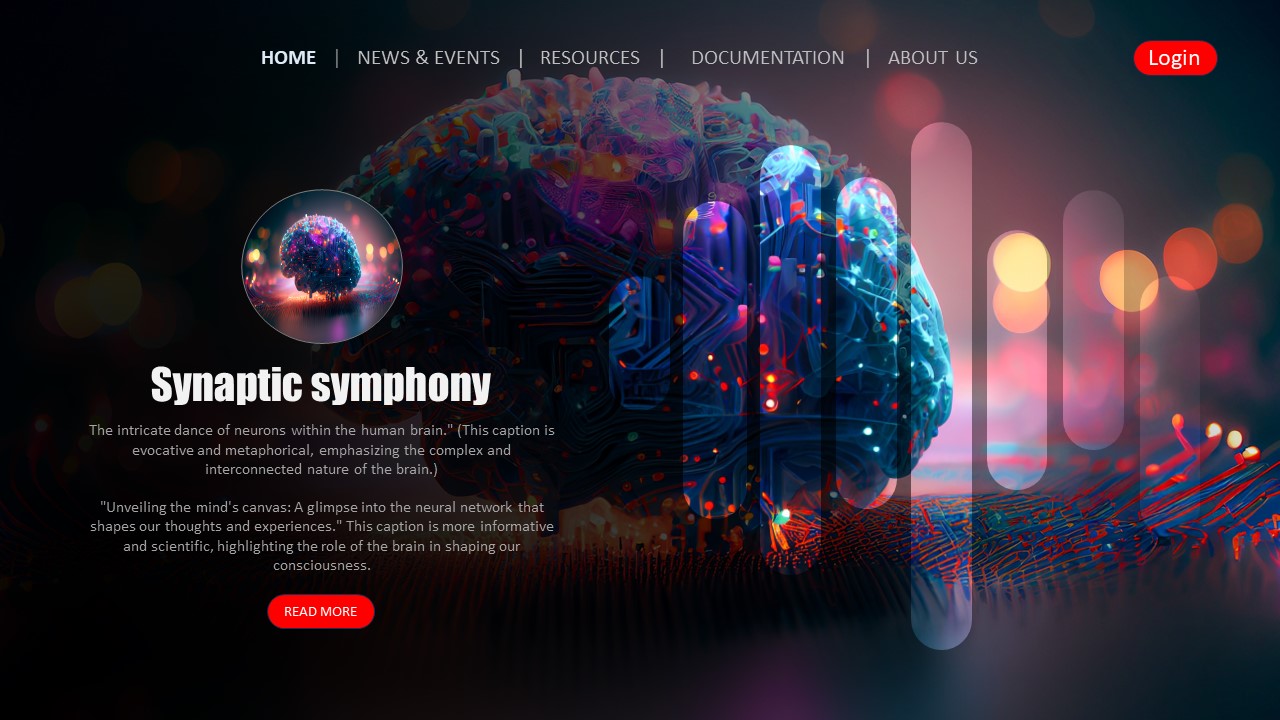 HOME | NEWS & EVENTS | RESOURCES | DOCUMENTATION | ABOUT US
Login
Synaptic symphony
The intricate dance of neurons within the human brain." (This caption is
evocative and metaphorical, emphasizing the complex and
interconnected nature of the brain.)
"Unveiling the mind's canvas: A glimpse into the neural network that
shapes our thoughts and experiences." This caption is more informative
and scientific, highlighting the role of the brain in shaping our
consciousness.
READ MORE